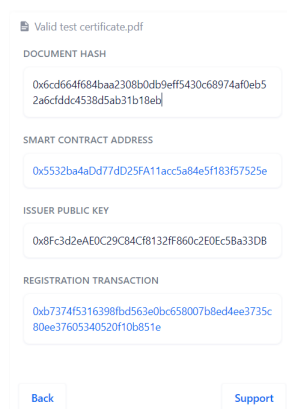 Valid test certificate.pdf
DOCUMENT HASH
0x6cd664f684baa2308b0db9eff5430c68974af0eb5
2a6cfddc4538d5ab31b18eb
SMART CONTRACT ADDRESS
0x5532ba4aDd77dD25FA11acc5a84e5f183f57525e
ISSUER PUBLIC KEY
0x8Fc3d2eAE0C29C84Cf8132fF860c2E0Ec5Ba33DB
REGISTRATION TRANSACTION
0xb7374f5316398fbd563e0bc658007b8ed4ee3735c
80ee37605340520f10b851e
Back
Support